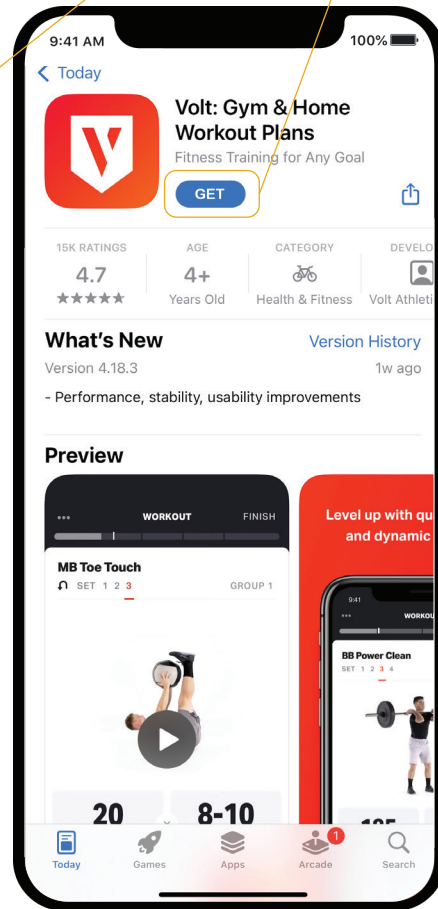 9:41 AM
100%
Today
Volt: Gym & Home
Workout Plans
Fitness Training for Any Goal
GET
15K RATINGS
4.7
AGE
4+
Years Old
CATEGORY
Health & Fitness
DEVELO
Volt Athleti
What's New
Version History
Version 4.18.3
1w ago
- Performance, stability, usability improvements
Preview
WORKOUT
FINISH
MB Toe Touch
SET 1 2 3
GROUP 1
20
8-10
Level up with qu
and dynamic
9:41
WORKOU
BB Power Clean
SET 1 2 3 4
Today
Games
Apps
Arcade
1
Search